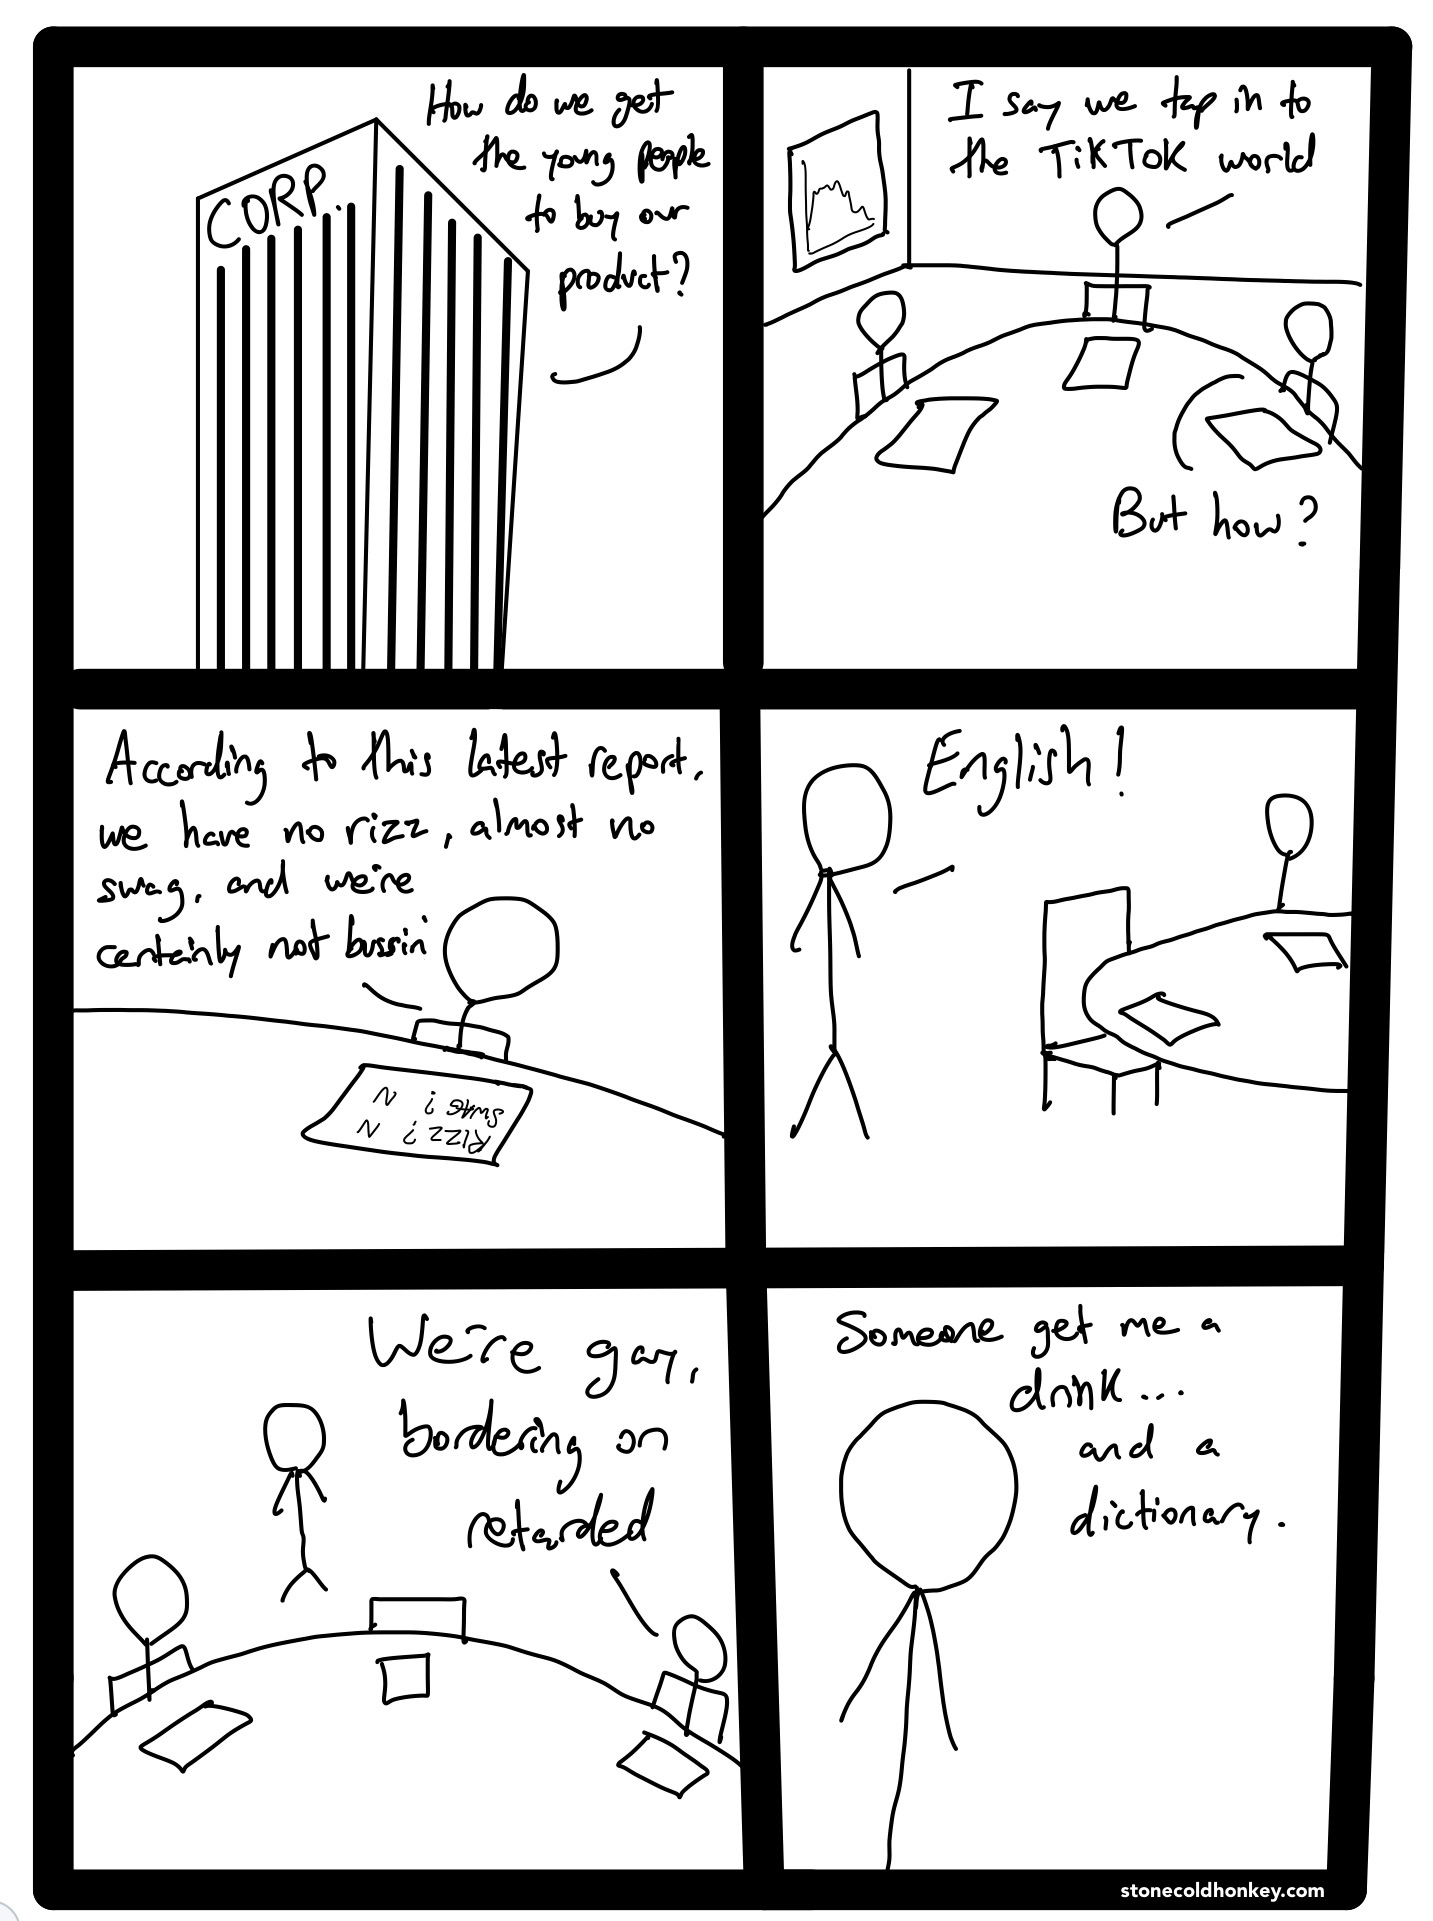 How do we get
the young people
to buy our
product?
CORP.
I say we tap in to
the TikTok world
But how?
According to this latest report,
we have no rizz, almost no
swag, and we're
certainly not bussin'
RIZZ? N
SWAG? N
English!
We're gay,
bordering on
retarded
Someone get me a
drink...
and a
dictionary.
stonecoldhonkey.com